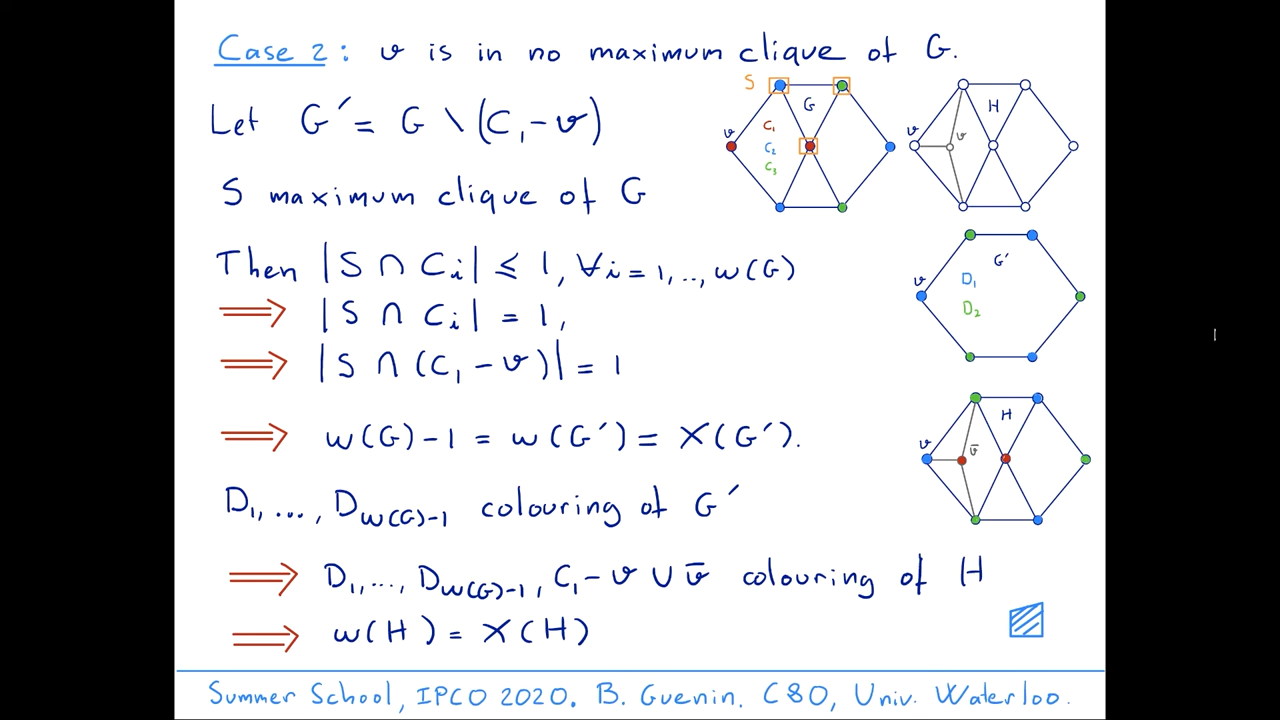 Case 2: v is in no maximum clique of G.
Let G′ = G \ (C₁ - v)
S maximum clique of G
Then |S ∩ Cᵢ| ≤ 1, ∀i = 1, .., w(G)
⟹ |S ∩ Cᵢ| = 1,
⟹ |S ∩ (C₁ - v)| = 1
⟹ w(G) - 1 = w(G′) = X(G′).
D₁, ..., D_{w(G)-1} colouring of G′
⟹ D₁, ..., D_{w(G)-1}, C₁ - v ∪ v̄ colouring of H
⟹ w(H) = X(H)
S
G
v
C₁
C₂
C₃
H
v
v
G′
v
D₁
D₂
H
v
v̄
Summer School, IPCO 2020. B. Guenin. C&O, Univ. Waterloo.